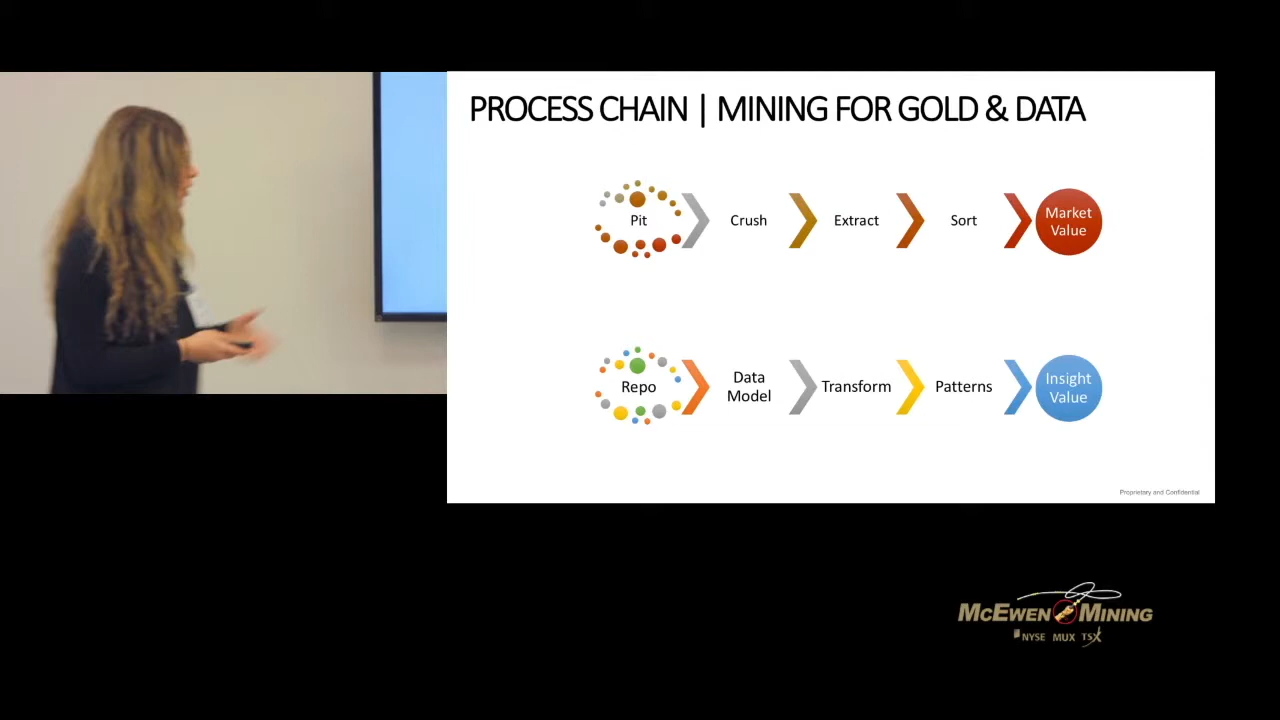 PROCESS CHAIN | MINING FOR GOLD & DATA
Pit
Crush
Extract
Sort
Market
Value
Repo
Data
Model
Transform
Patterns
Insight
Value
Proprietary and Confidential
MCEWEN MINING
NYSE MUX TSX